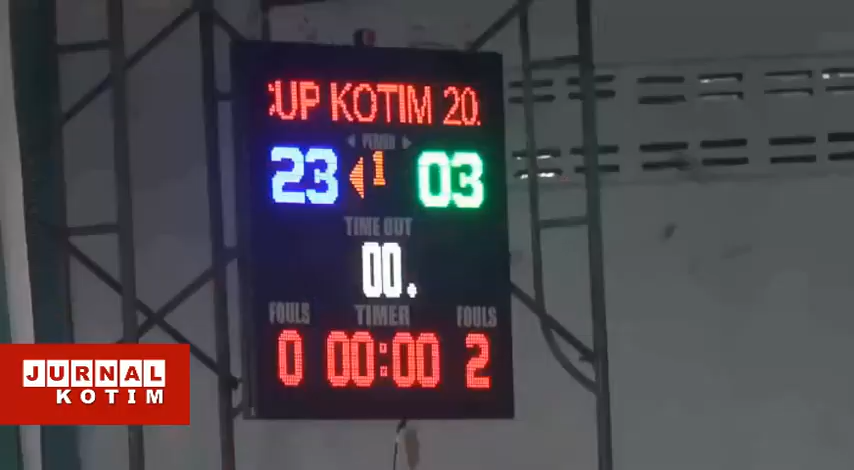 CUP KOTIM 20
PERIOD
23 1 03
TIME OUT
00.
FOULS TIMER FOULS
0 00:00 2
JURNAL
KOTIM